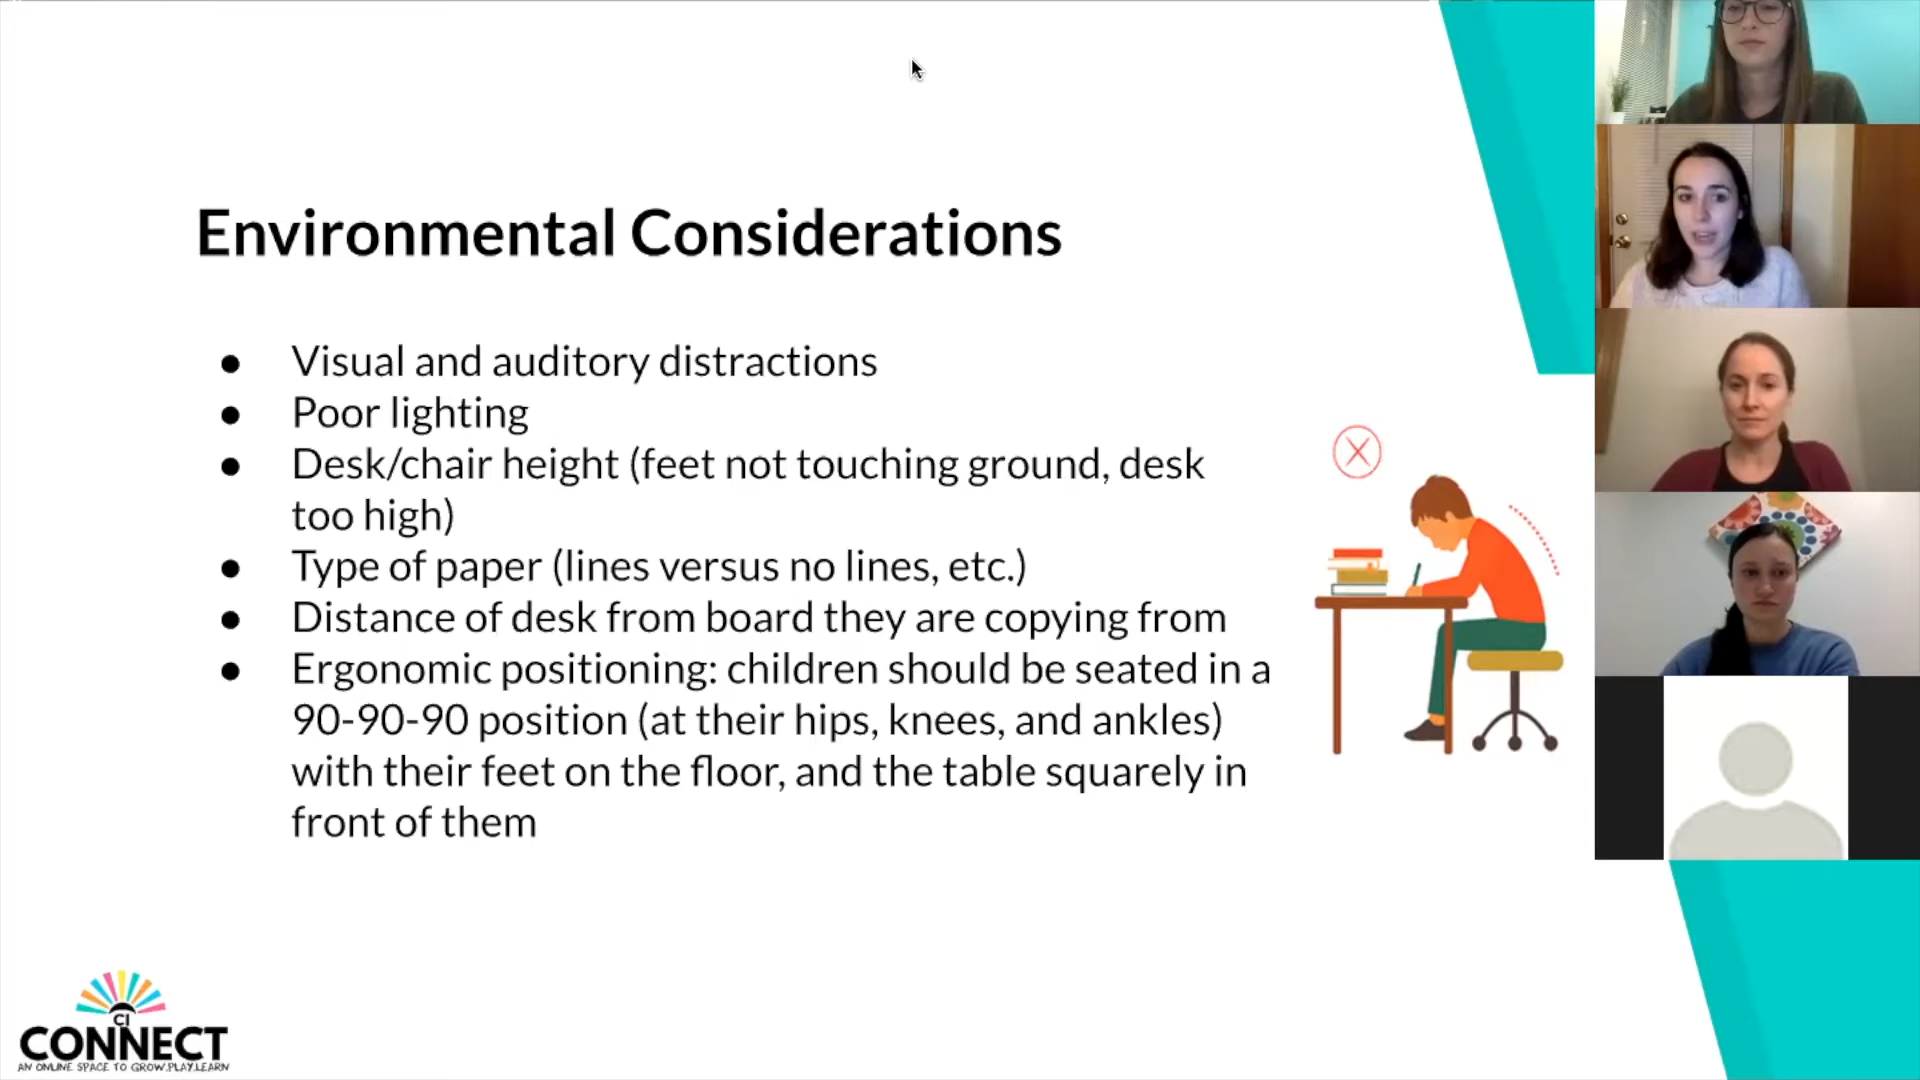 Environmental Considerations
● Visual and auditory distractions
● Poor lighting
● Desk/chair height (feet not touching ground, desk
too high)
● Type of paper (lines versus no lines, etc.)
● Distance of desk from board they are copying from
● Ergonomic positioning: children should be seated in a
90-90-90 position (at their hips, knees, and ankles)
with their feet on the floor, and the table squarely in
front of them
CI
CONNECT
AN ONLINE SPACE TO GROW.PLAY.LEARN